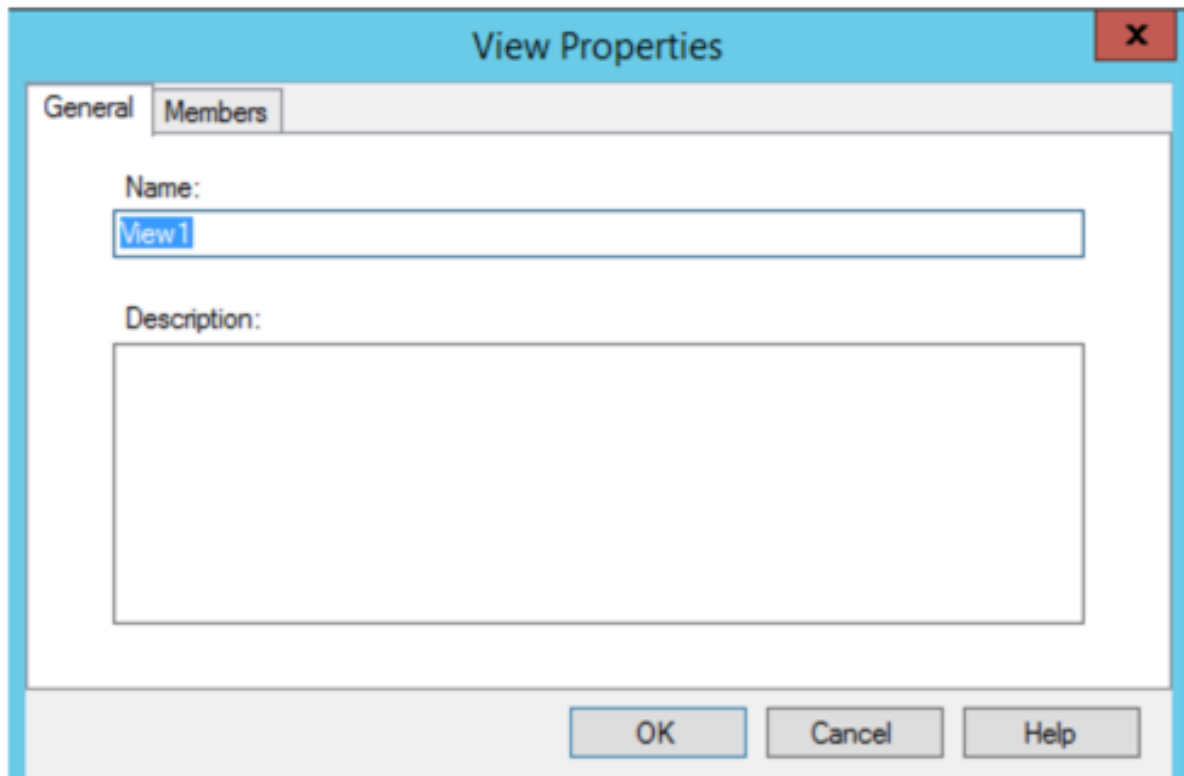 View Properties
x
General Members
Name:
View1
Description:
OK Cancel Help